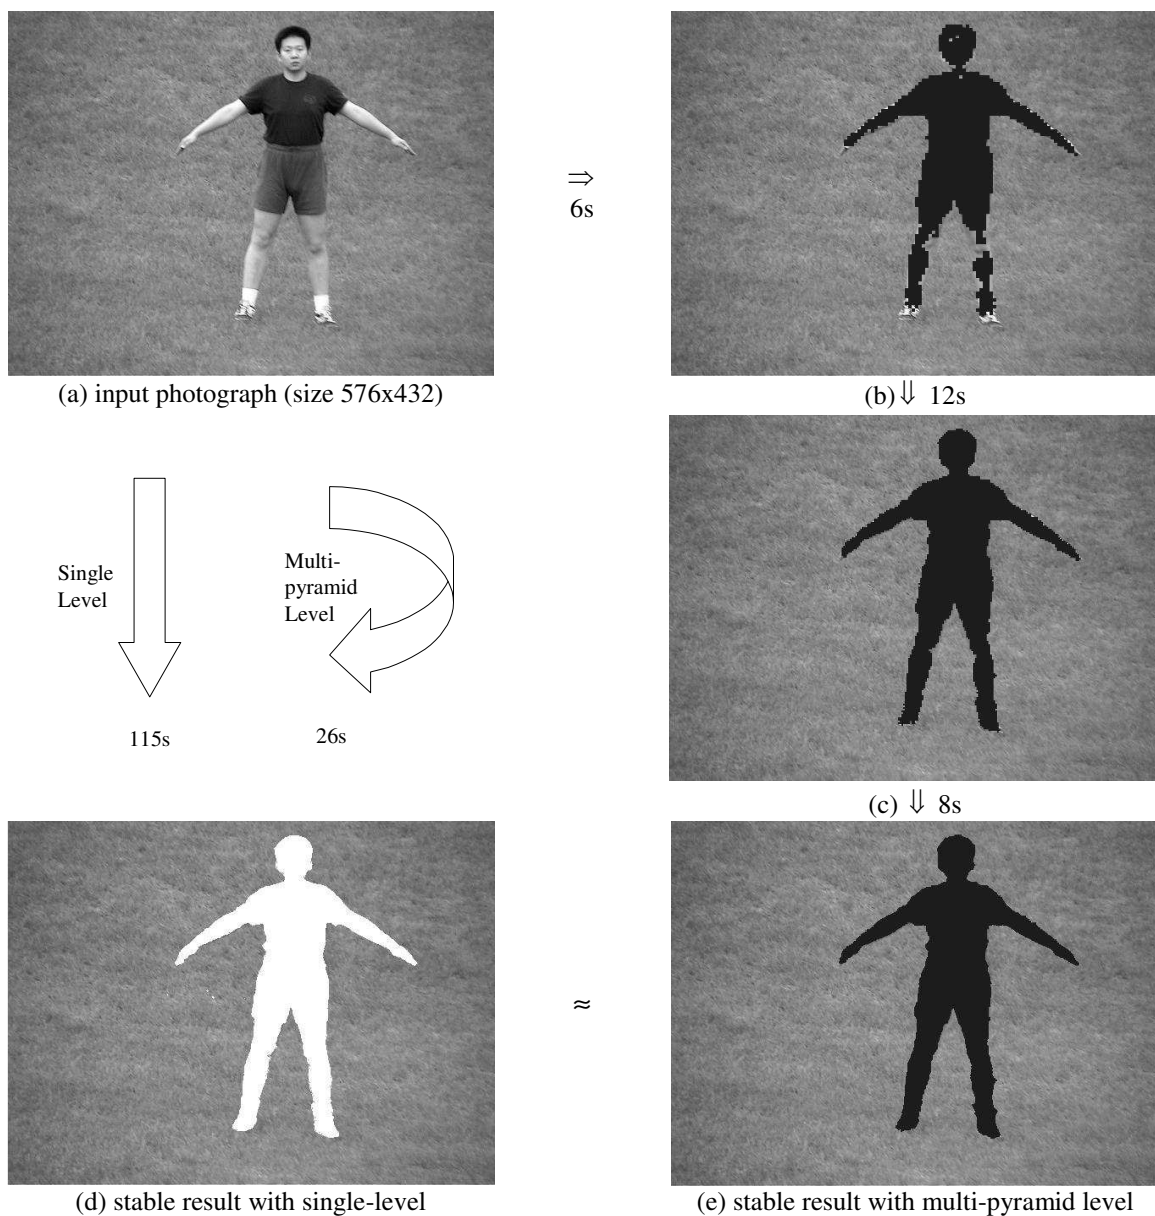 ⇒
6s
(a) input photograph (size 576x432)
(b) ⇓ 12s
Single
Level
Multi-
pyramid
Level
115s
26s
(c) ⇓ 8s
≈
(d) stable result with single-level
(e) stable result with multi-pyramid level